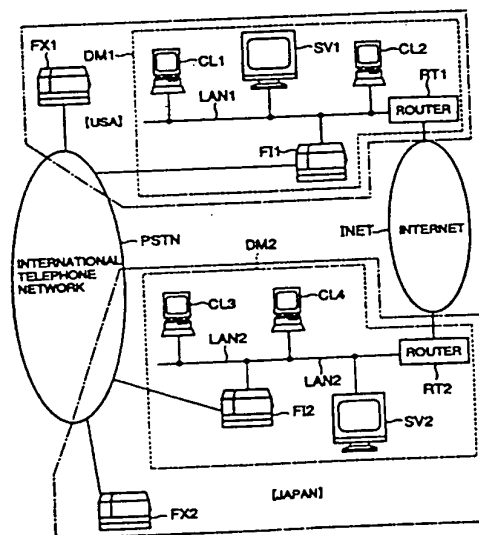 FX1
DM1
CL1
SV1
CL2
RT1
LAN1
ROUTER
[USA]
FI1
PSTN
INTERNATIONAL
TELEPHONE
NETWORK
DM2
INET
INTERNET
CL3
CL4
LAN2
LAN2
ROUTER
RT2
FI2
SV2
[JAPAN]
FX2